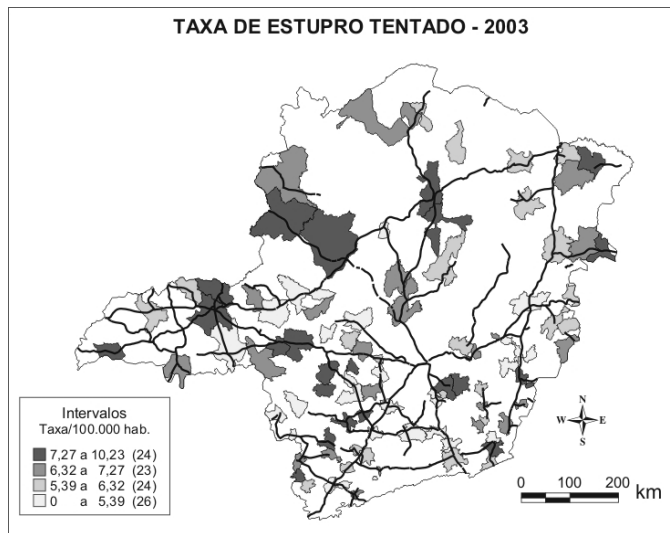 TAXA DE ESTUPRO TENTADO - 2003
Intervalos
Taxa/100.000 hab.
7,27 a 10,23 (24)
6,32 a 7,27 (23)
5,39 a 6,32 (24)
0 a 5,39 (26)
N
W E
S
0 100 200
km